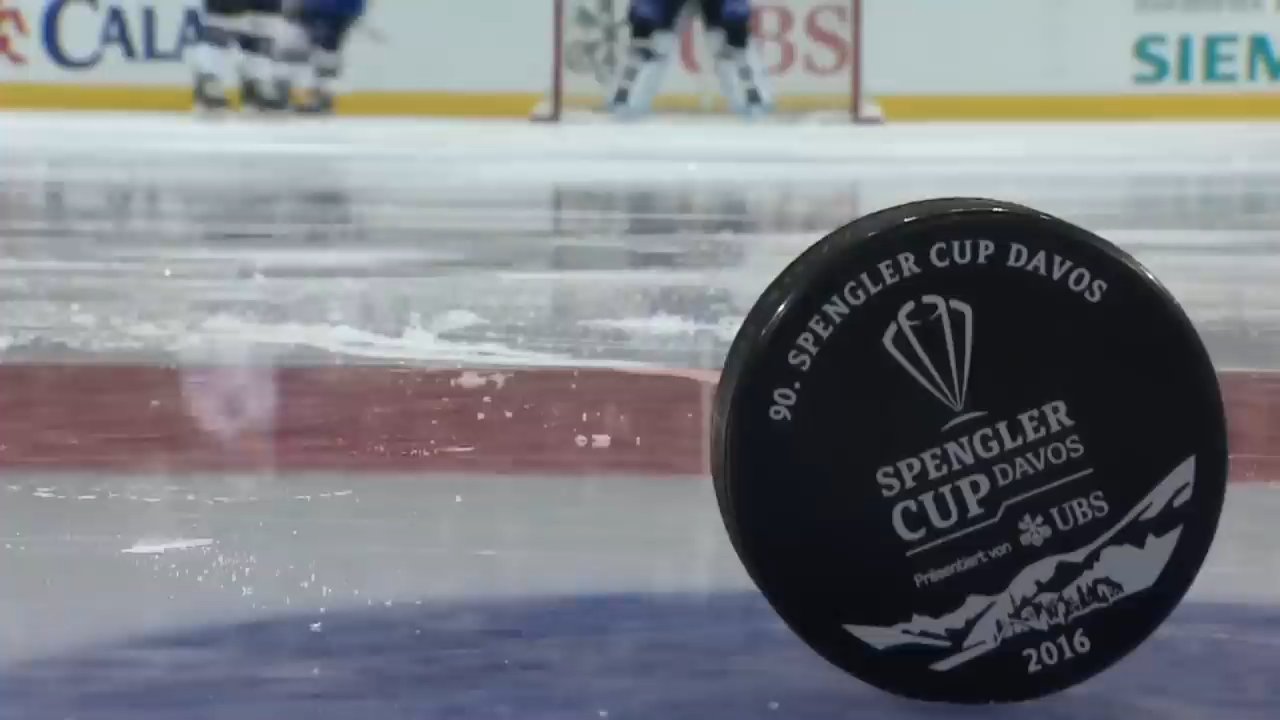 CALA
UBS
SIEM
90. SPENGLER CUP DAVOS
SPENGLER
CUP DAVOS
Präsentiert von UBS
2016